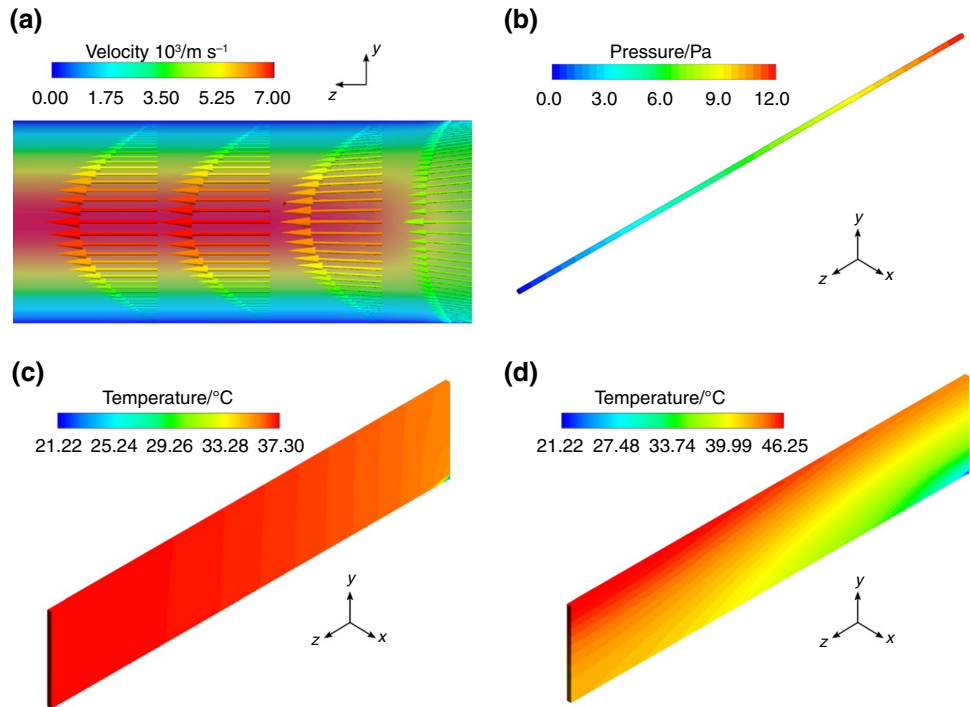 (a)
Velocity 10³/m s⁻¹
0.00 1.75 3.50 5.25 7.00
y
z
(b)
Pressure/Pa
0.0 3.0 6.0 9.0 12.0
y
z x
(c)
Temperature/°C
21.22 25.24 29.26 33.28 37.30
y
z x
(d)
Temperature/°C
21.22 27.48 33.74 39.99 46.25
y
z x